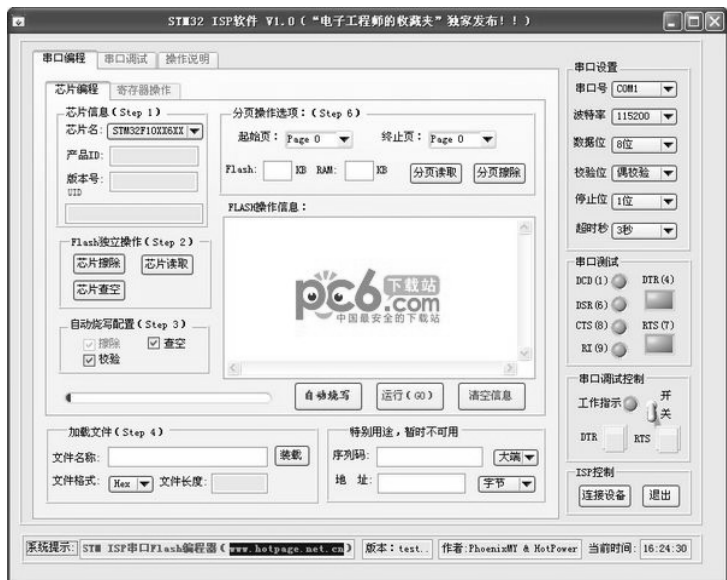 STM32 ISP软件 V1.0(“电子工程师的收藏夹”独家发布!!)
串口编程 串口调试 操作说明
芯片编程 寄存器操作
芯片信息(Step 1)
芯片名: STM32F10XX6XX
产品ID:
版本号:
UID
Flash独立操作(Step 2)
芯片擦除 芯片读取
芯片查空
自动烧写配置(Step 3)
擦除 查空
校验
分页操作选项:(Step 6)
起始页: Page 0 终止页: Page 0
Flash: KB RAM: KB 分页读取 分页擦除
FLASH操作信息:
pc6下载站
.com
中国最安全的下载站
自动烧写 运行(GO) 清空信息
加载文件(Step 4)
文件名称: 装载
文件格式: Hex 文件长度:
特别用途,暂时不可用
序列码: 大端
地 址: 字节
串口设置
串口号 COM1
波特率 115200
数据位 8位
校验位 偶校验
停止位 1位
超时秒 3秒
串口测试
DCD(1) DTR(4)
DSR(6)
CTS(8) RTS(7)
RI(9)
串口调试控制
工作指示 开
关
DTR RTS
ISP控制
连接设备 退出
系统提示: STM ISP串口Flash编程器(www.hotpage.net.cn) 版本:test.. 作者:PhoenixMY & HotPower 当前时间: 16:24:30